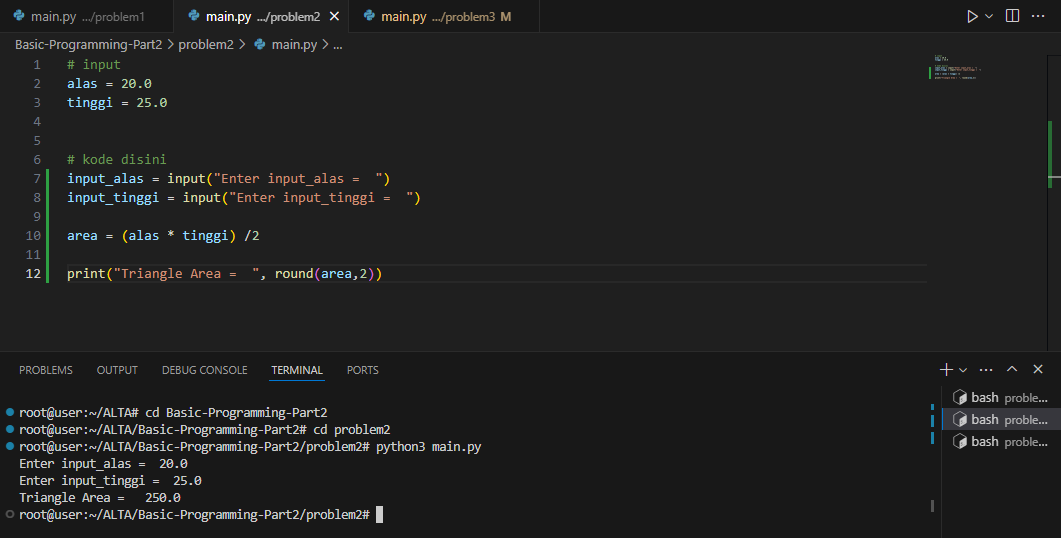 main.py .../problem1 main.py .../problem2 main.py .../problem3 M
Basic-Programming-Part2 > problem2 > main.py > ...
1 # input
2 alas = 20.0
3 tinggi = 25.0
4
5
6 # kode disini
7 input_alas = input("Enter input_alas =  ")
8 input_tinggi = input("Enter input_tinggi =  ")
9
10 area = (alas * tinggi) /2
11
12 print("Triangle Area =  ", round(area,2))
PROBLEMS OUTPUT DEBUG CONSOLE TERMINAL PORTS
root@user:~/ALTA# cd Basic-Programming-Part2
root@user:~/ALTA/Basic-Programming-Part2# cd problem2
root@user:~/ALTA/Basic-Programming-Part2/problem2# python3 main.py
Enter input_alas =  20.0
Enter input_tinggi =  25.0
Triangle Area =   250.0
root@user:~/ALTA/Basic-Programming-Part2/problem2#
bash proble...
bash proble...
bash proble...